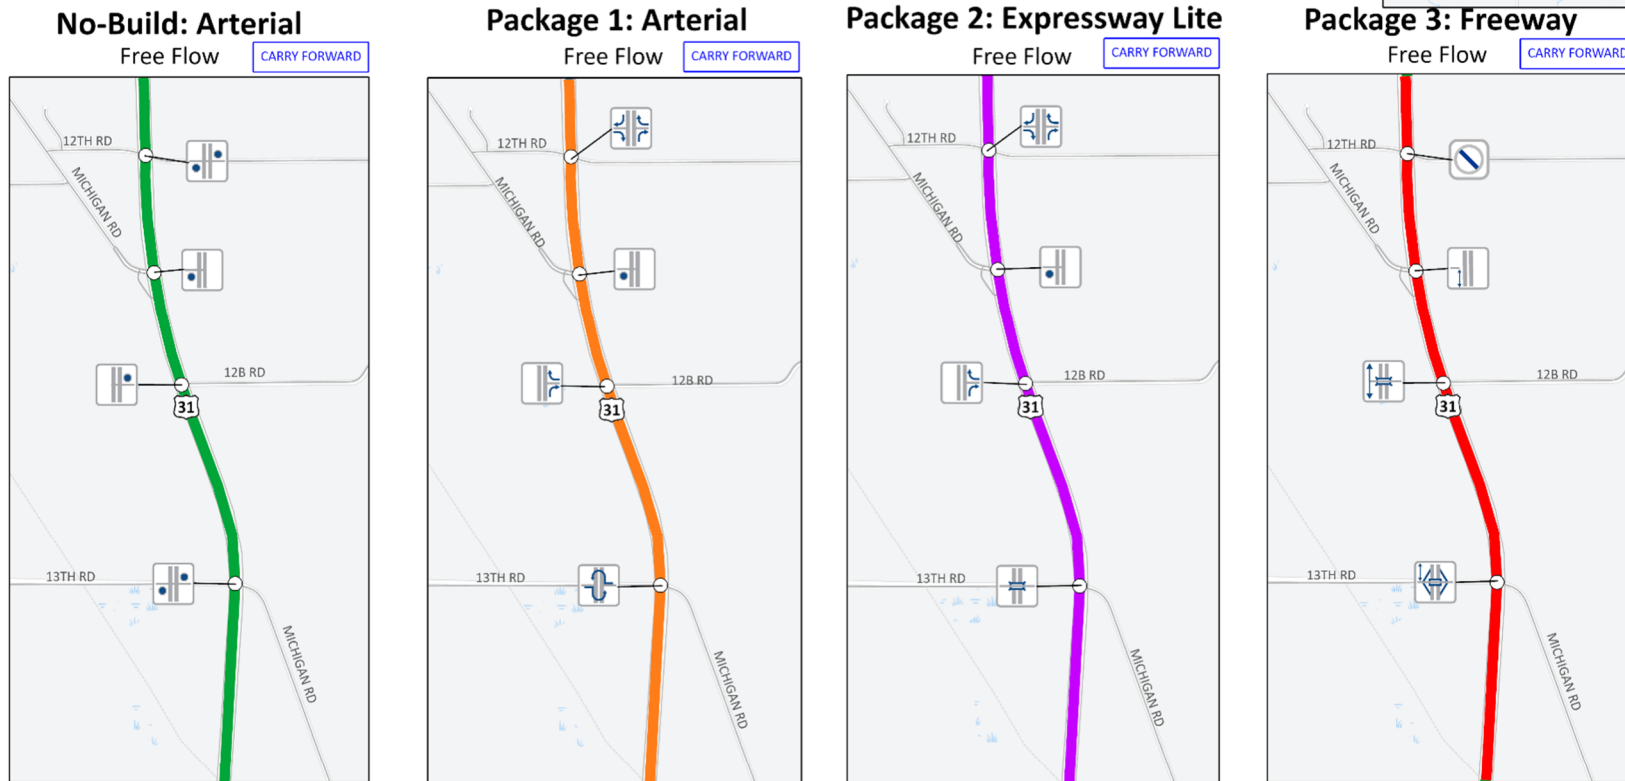 No-Build: Arterial
Free Flow
CARRY FORWARD
12TH RD
MICHIGAN RD
12B RD
31
13TH RD
MICHIGAN RD
Package 1: Arterial
Free Flow
CARRY FORWARD
12TH RD
MICHIGAN RD
12B RD
31
13TH RD
MICHIGAN RD
Package 2: Expressway Lite
Free Flow
CARRY FORWARD
12TH RD
MICHIGAN RD
12B RD
31
13TH RD
MICHIGAN RD
Package 3: Freeway
Free Flow
CARRY FORWARD
12TH RD
MICHIGAN RD
12B RD
31
13TH RD
MICHIGAN RD